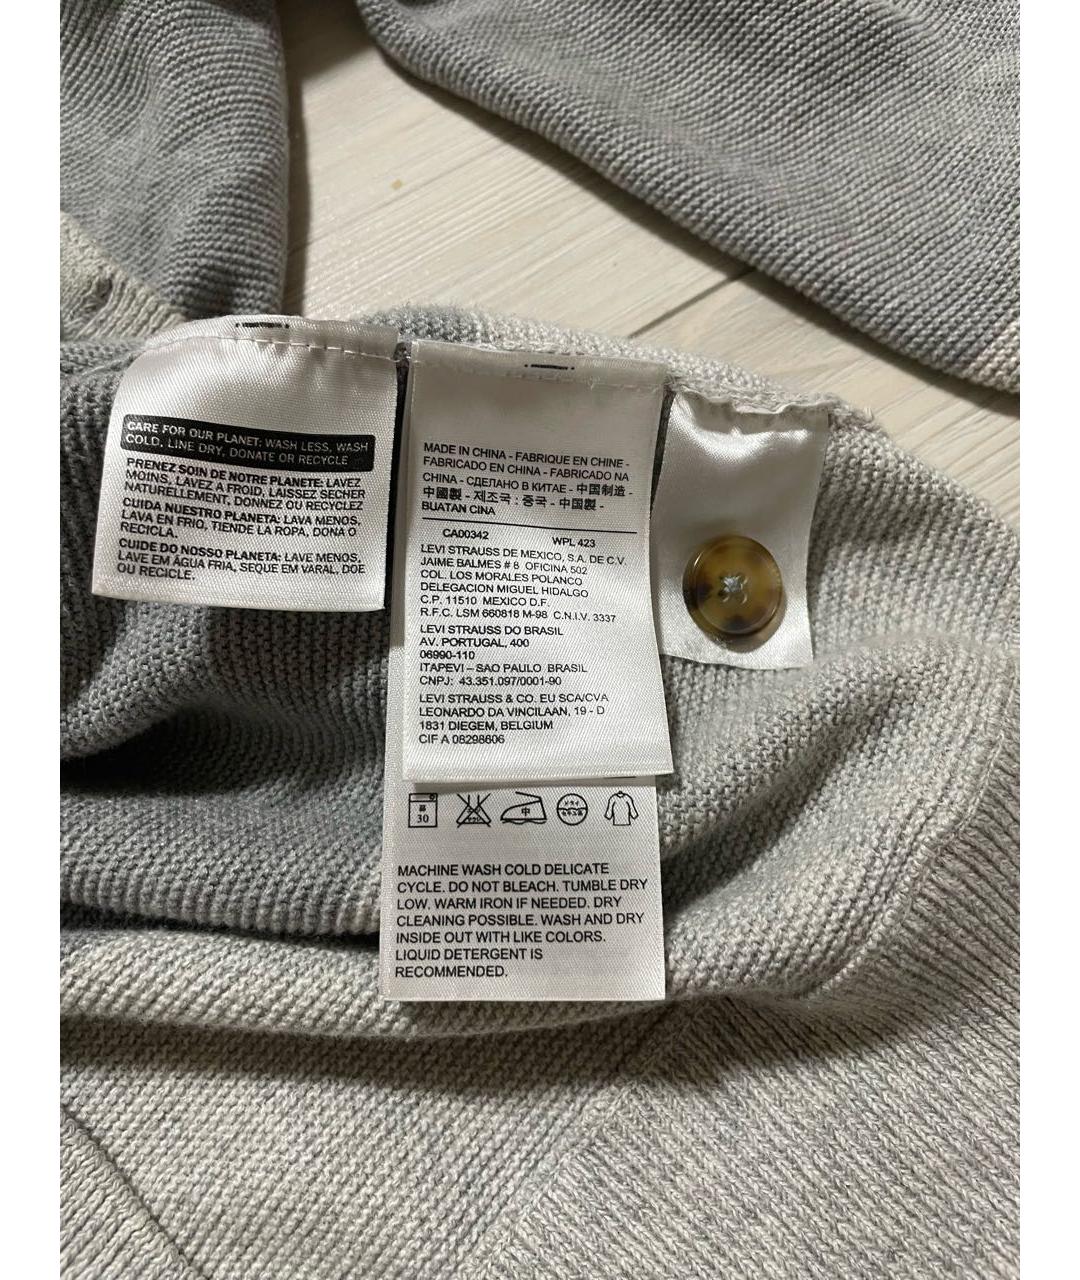 CARE FOR OUR PLANET: WASH LESS, WASH
COLD. LINE DRY, DONATE OR RECYCLE
PRENEZ SOIN DE NOTRE PLANETE: LAVEZ
MOINS, LAVEZ A FROID, LAISSEZ SECHER
NATURELLEMENT, DONNEZ OU RECYCLEZ
CUIDA NUESTRO PLANETA: LAVA MENOS,
LAVA EN FRIO, TIENDE LA ROPA, DONA O
RECICLA.
CUIDE DO NOSSO PLANETA: LAVE MENOS,
LAVE EM ÁGUA FRIA, SEQUE EM VARAL, DOE
OU RECICLE.
MADE IN CHINA - FABRIQUE EN CHINE -
FABRICADO EN CHINA - FABRICADO NA
CHINA - СДЕЛАНО В КИТАЕ - 中国制造 -
中國製 - 제조국 : 중국 - 中国製 -
BUATAN CINA
CA00342 WPL 423
LEVI STRAUSS DE MEXICO, S.A. DE C.V.
JAIME BALMES # 8 OFICINA 502
COL. LOS MORALES POLANCO
DELEGACION MIGUEL HIDALGO
C.P. 11510 MEXICO D.F.
R.F.C. LSM 660818 M-98 C.N.I.V. 3337
LEVI STRAUSS DO BRASIL
AV. PORTUGAL, 400
06990-110
ITAPEVI – SAO PAULO BRASIL
CNPJ: 43.351.097/0001-90
LEVI STRAUSS & CO. EU SCA/CVA
LEONARDO DA VINCILAAN, 19 - D
1831 DIEGEM, BELGIUM
CIF A 08298606
30 中
MACHINE WASH COLD DELICATE
CYCLE. DO NOT BLEACH. TUMBLE DRY
LOW. WARM IRON IF NEEDED. DRY
CLEANING POSSIBLE. WASH AND DRY
INSIDE OUT WITH LIKE COLORS.
LIQUID DETERGENT IS
RECOMMENDED.